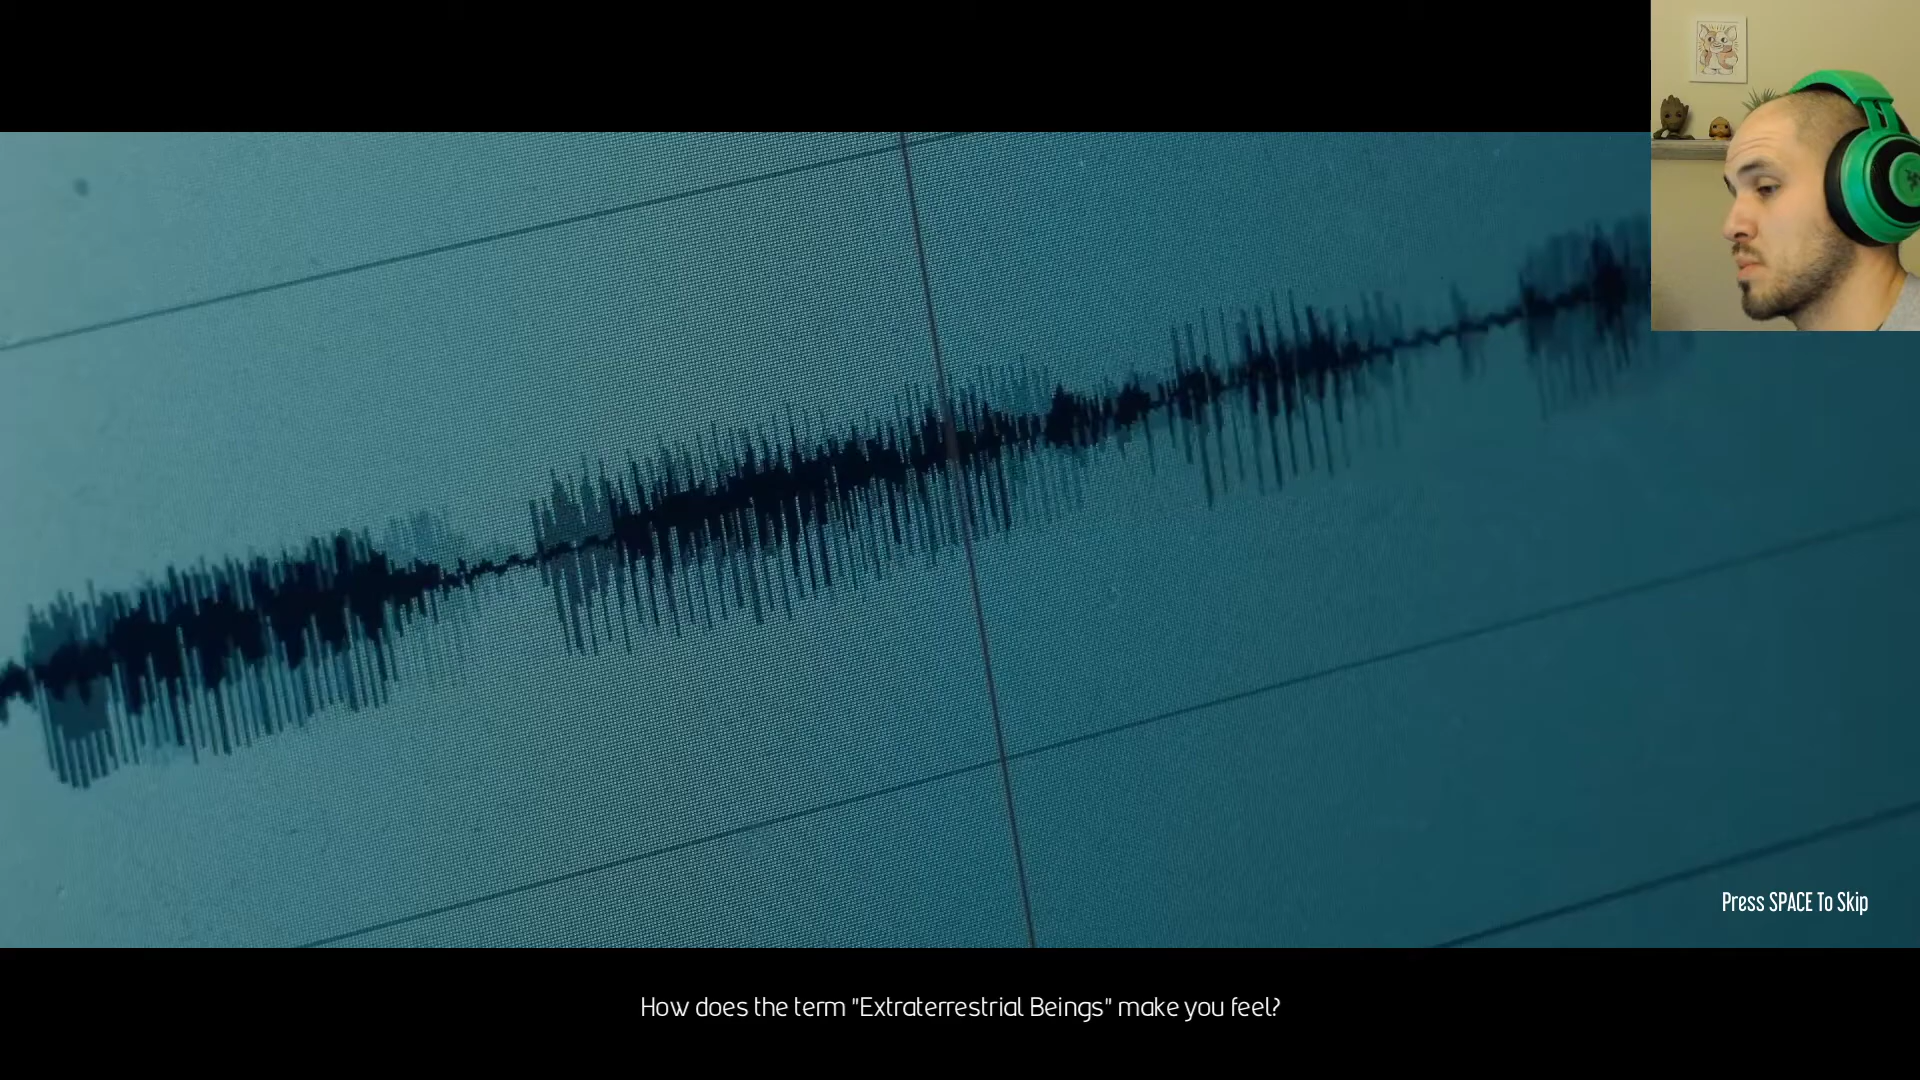 Press SPACE To Skip
How does the term "Extraterrestrial Beings" make you feel?